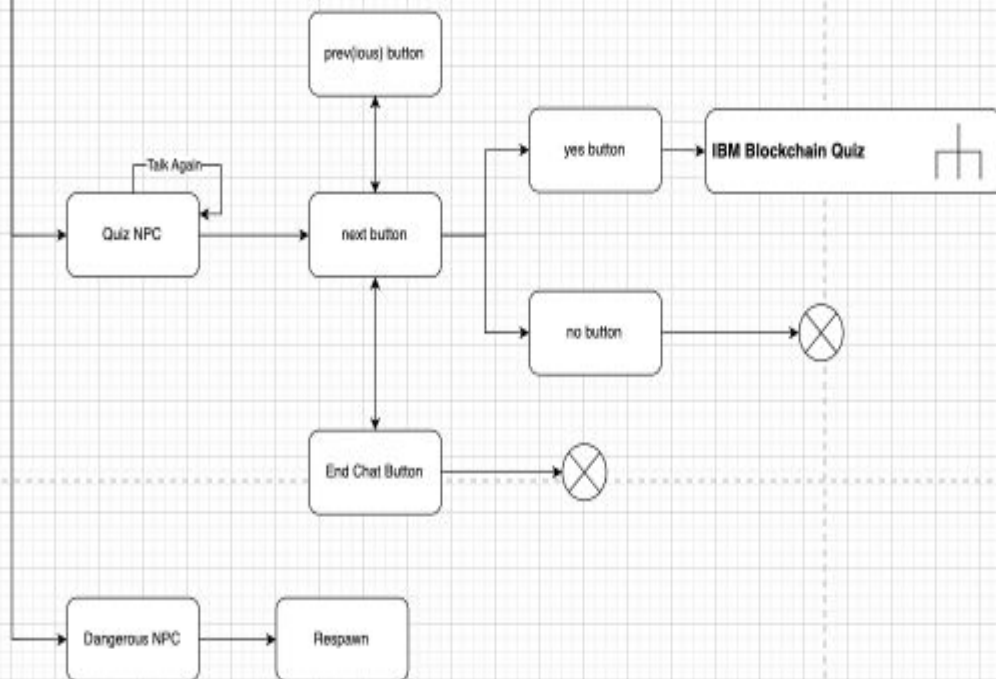 prev(ious) button
yes button
IBM Blockchain Quiz
Talk Again
Quiz NPC
next button
no button
End Chat Button
Dangerous NPC
Respawn